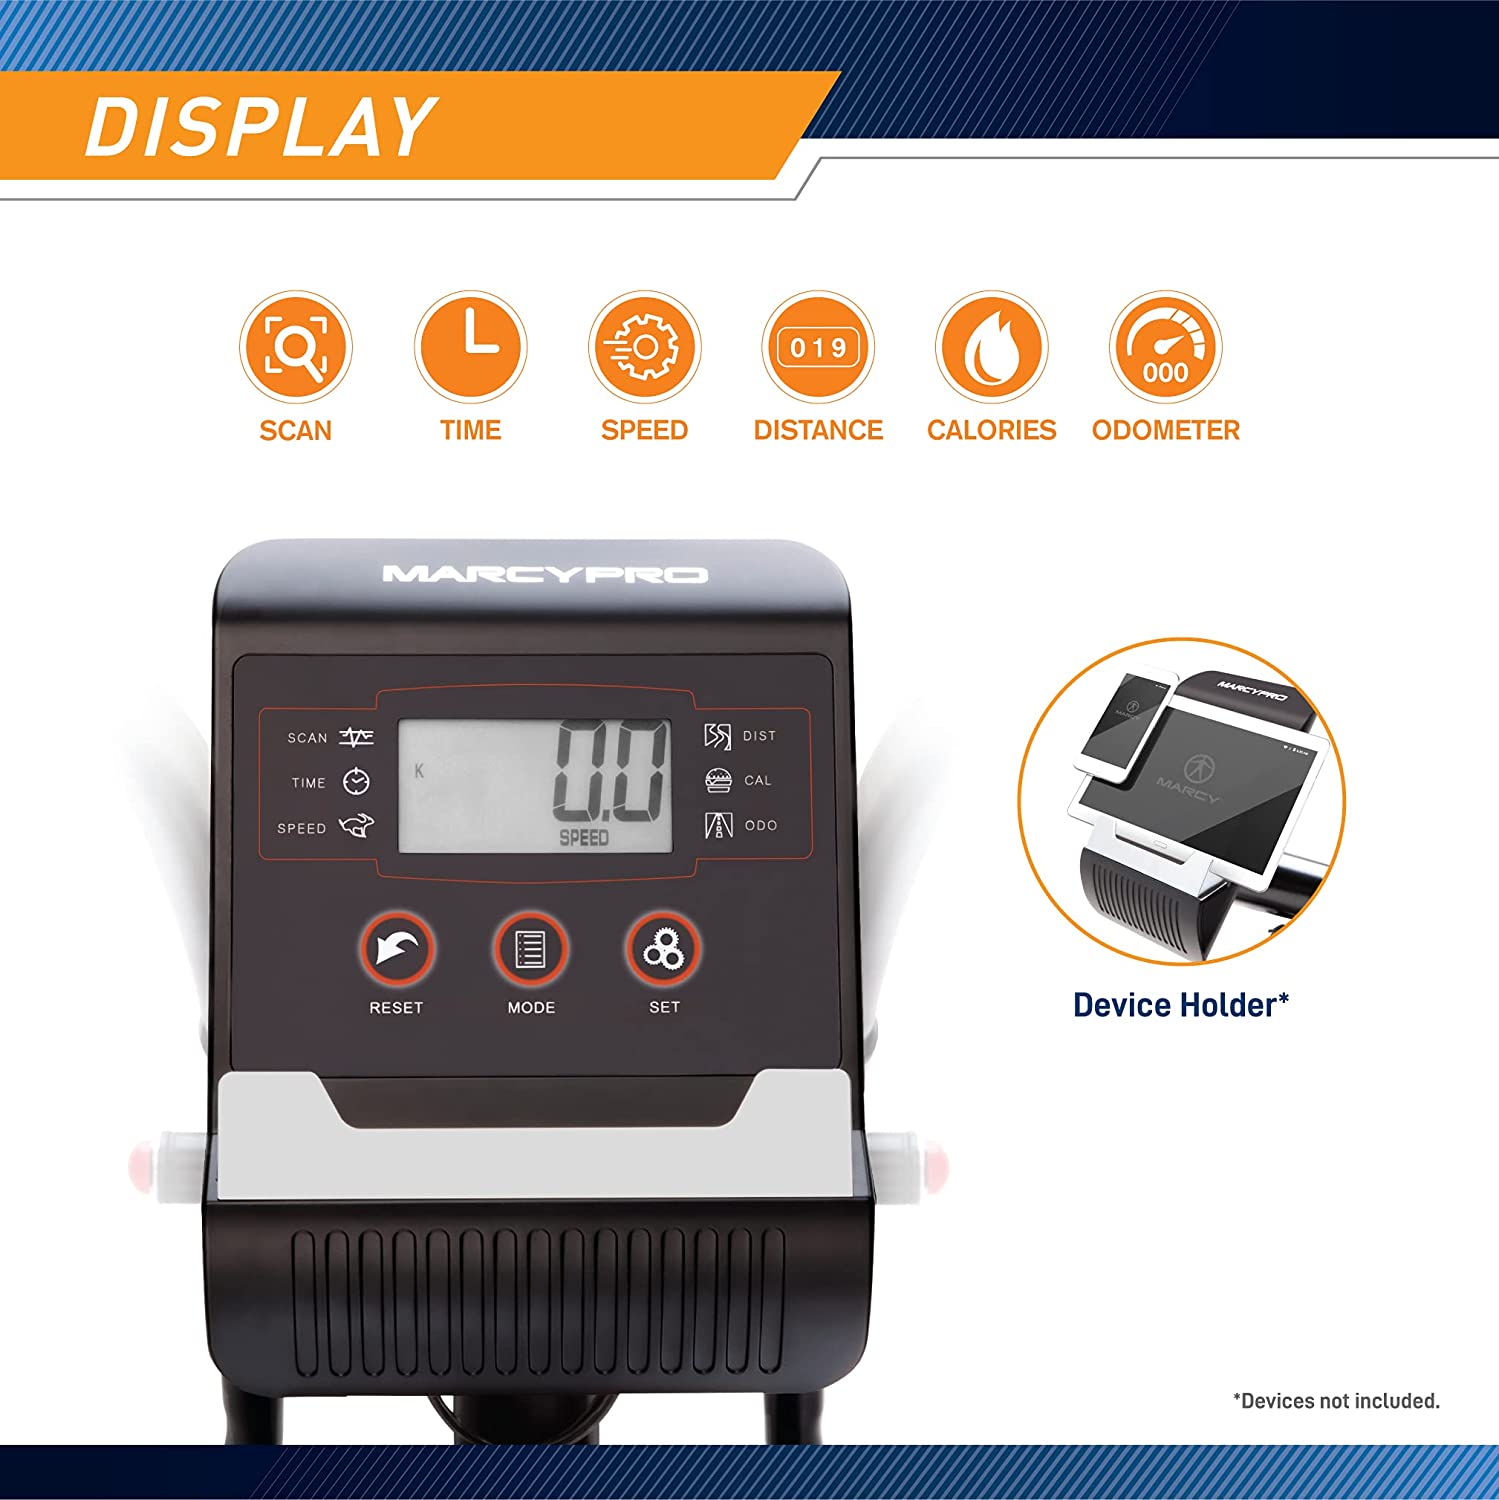 DISPLAY
019
000
SCAN TIME SPEED DISTANCE CALORIES ODOMETER
MARCYPRO
SCAN
TIME
SPEED
K
0.0
SPEED
DIST
CAL
ODO
RESET MODE SET
MARCYPRO
MARCY
MARCY
Device Holder*
*Devices not included.